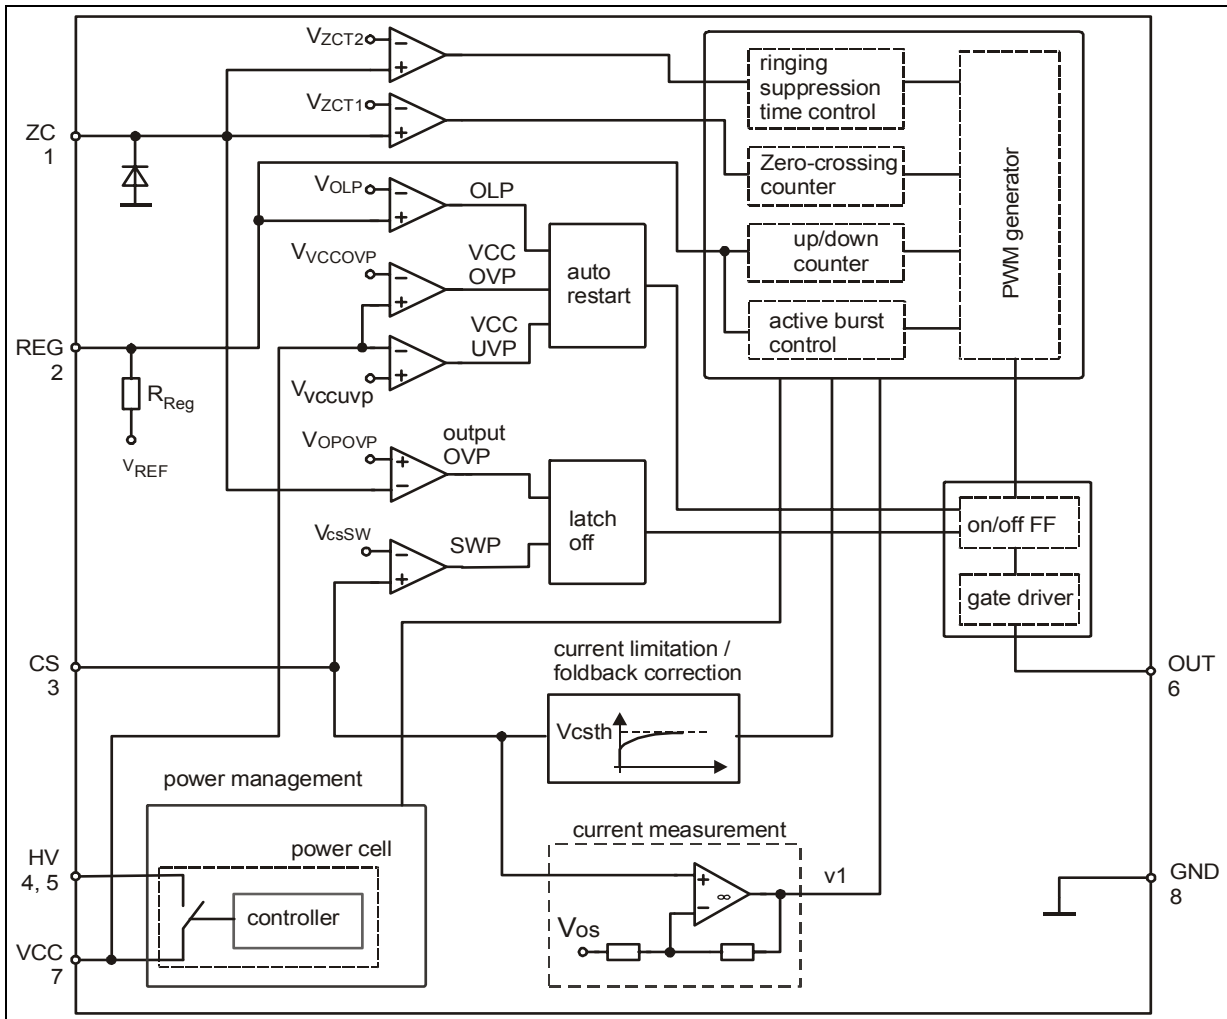 VZCT2
−
+
ringing
suppression
time control
VZCT1
−
+
ZC
1
Zero-crossing
counter
VOLP
−
+
OLP
PWM generator
up/down
counter
VVCCOVP
−
+
VCC
OVP
auto
restart
active burst
control
REG
2
−
+
VCC
UVP
Vvccuvp
RReg
VREF
VOPOVP
+
−
output
OVP
latch
off
on/off FF
VcsSW
−
+
SWP
gate driver
CS
3
current limitation /
foldback correction
OUT
6
Vcsth
power management
current measurement
HV
4, 5
power cell
controller
+
−
∞
v1
GND
8
Vos
VCC
7